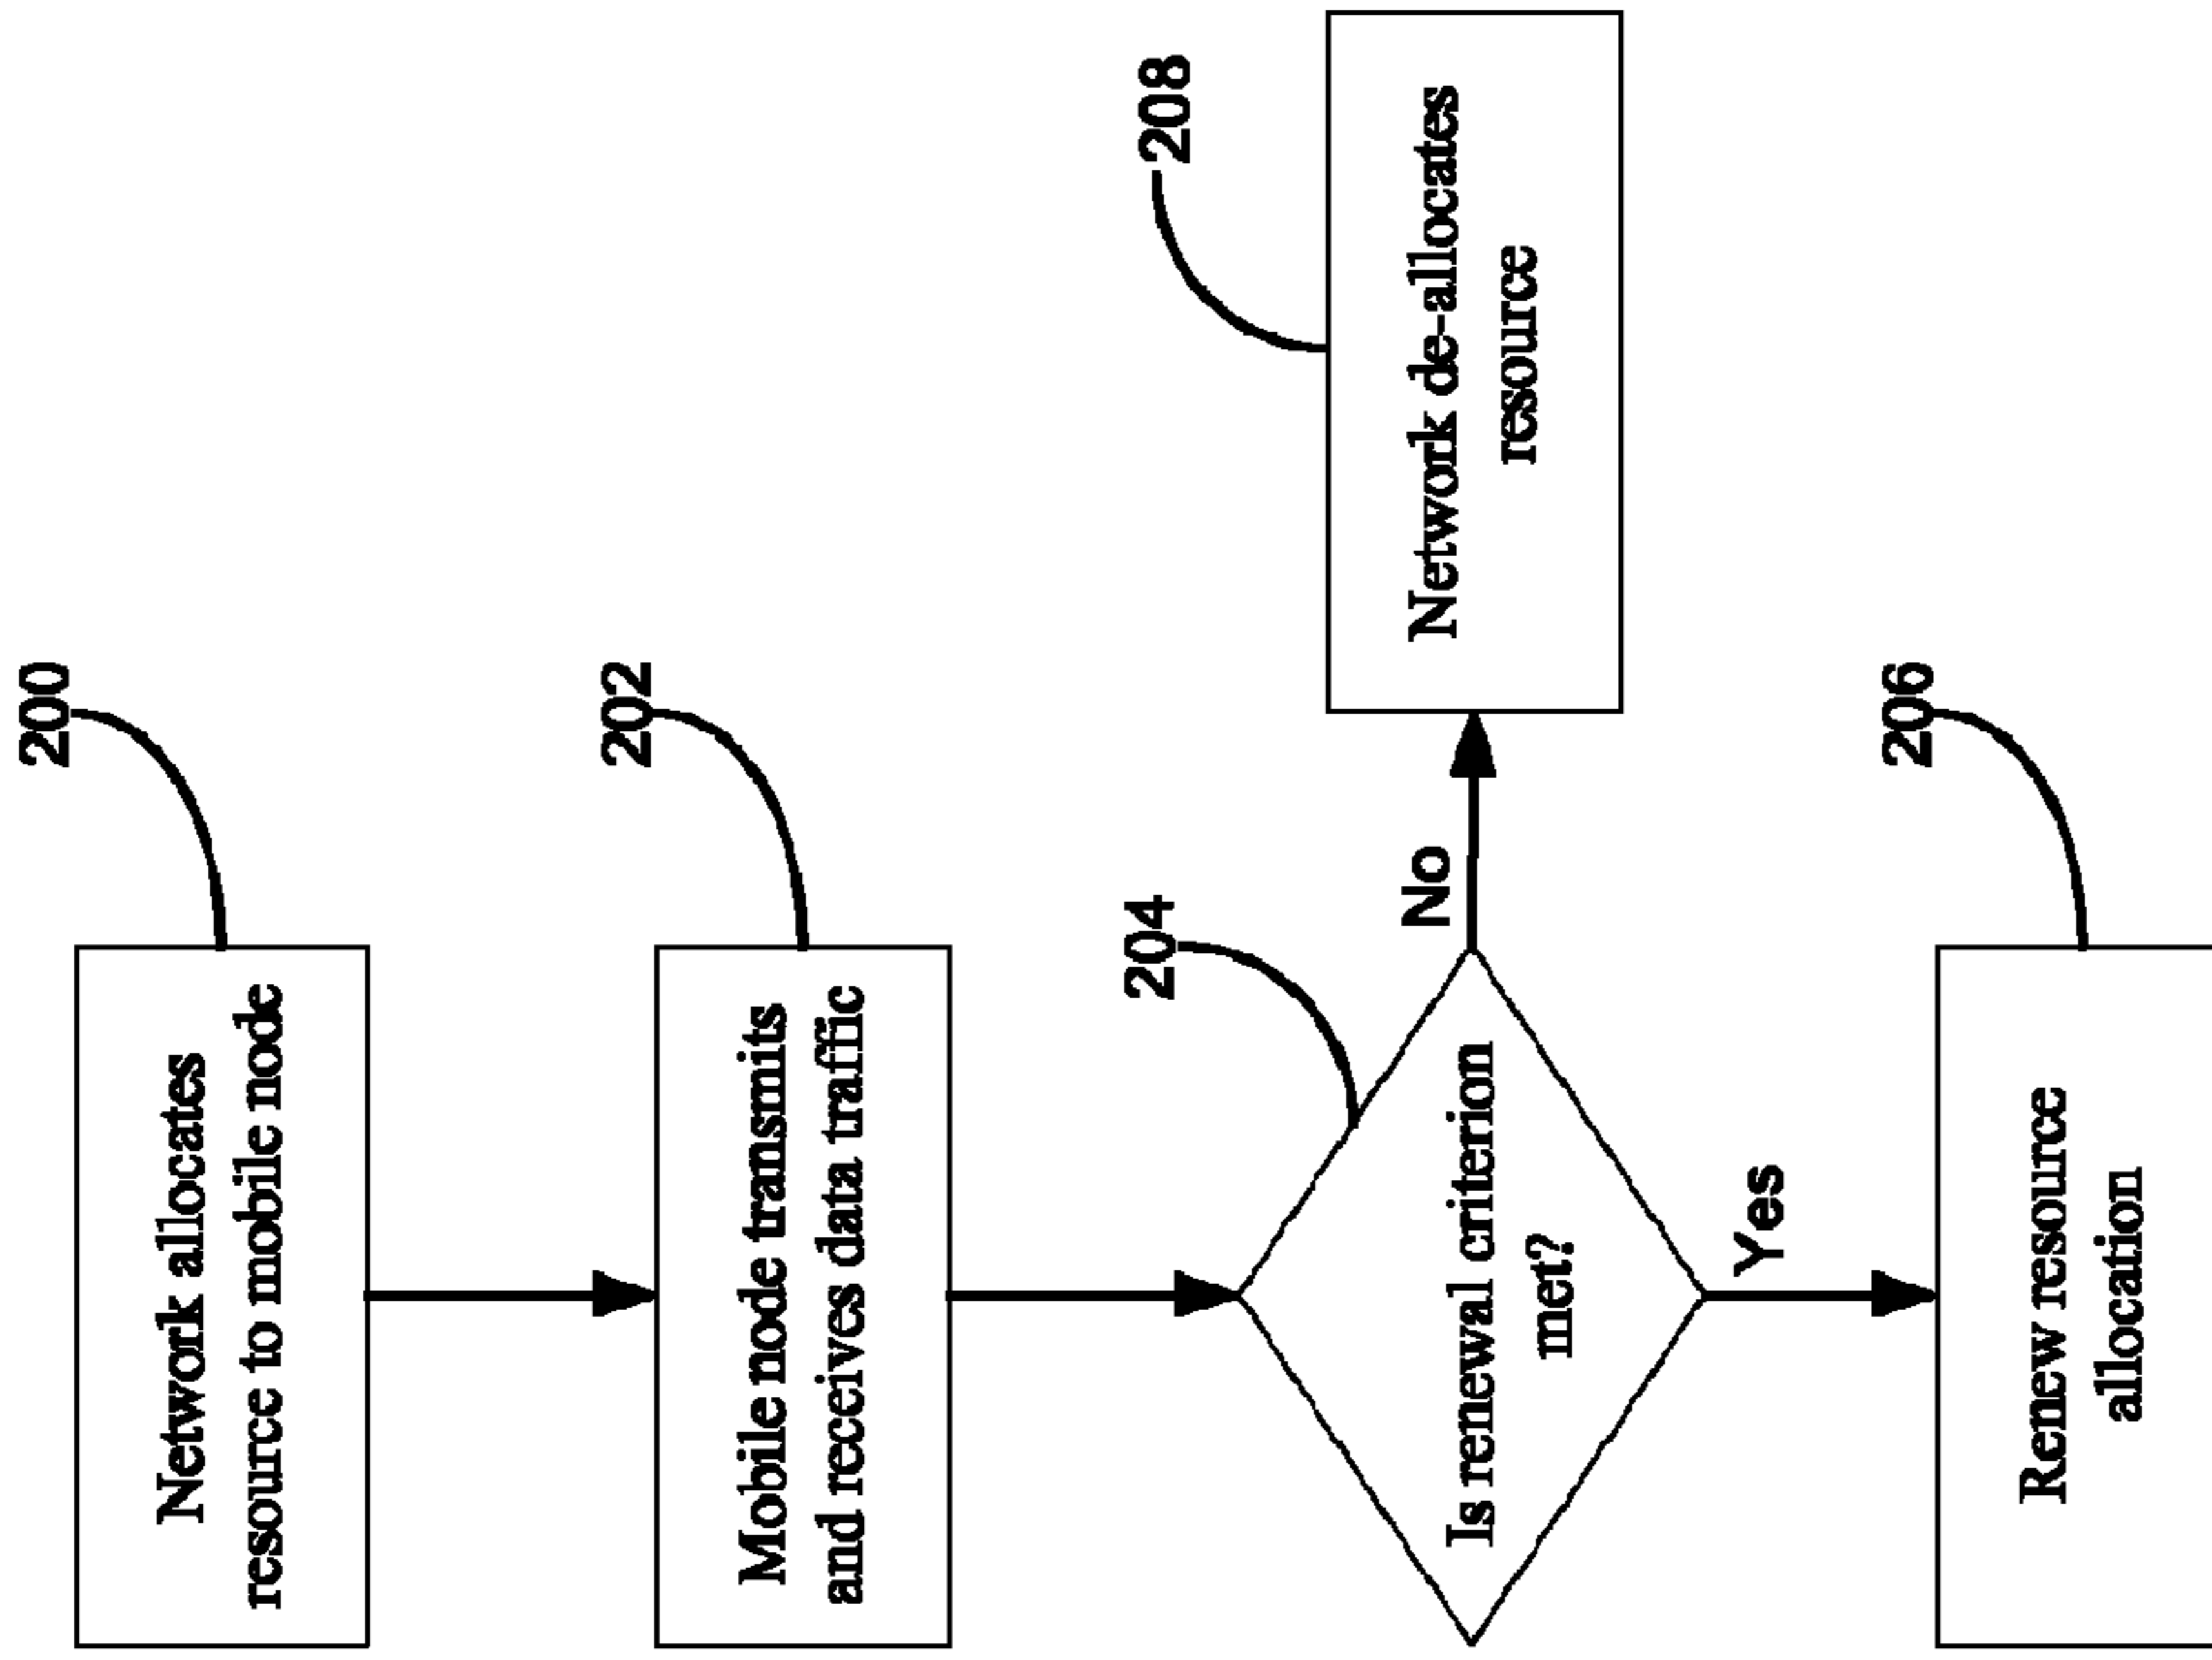 200
Network allocates
resource to mobile node
202
Mobile node transmits
and receives data traffic
204
Is renewal criterion
met?
No
208
Network de-allocates
resource
Yes
206
Renew resource
allocation